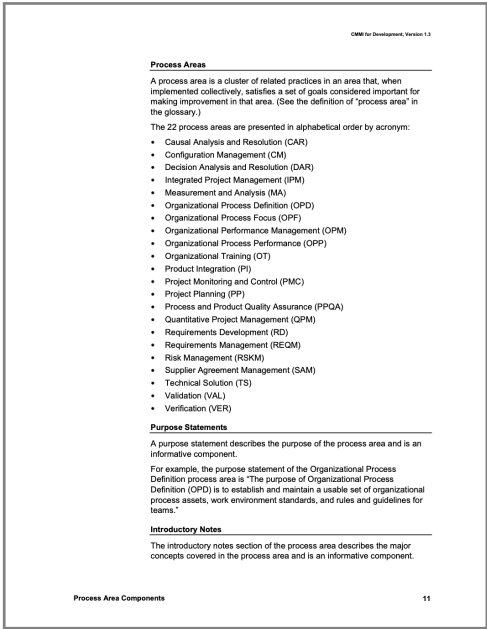 CMMI for Development, Version 1.3
Process Areas
A process area is a cluster of related practices in an area that, when
implemented collectively, satisfies a set of goals considered important for
making improvement in that area. (See the definition of “process area” in
the glossary.)
The 22 process areas are presented in alphabetical order by acronym:
• Causal Analysis and Resolution (CAR)
• Configuration Management (CM)
• Decision Analysis and Resolution (DAR)
• Integrated Project Management (IPM)
• Measurement and Analysis (MA)
• Organizational Process Definition (OPD)
• Organizational Process Focus (OPF)
• Organizational Performance Management (OPM)
• Organizational Process Performance (OPP)
• Organizational Training (OT)
• Product Integration (PI)
• Project Monitoring and Control (PMC)
• Project Planning (PP)
• Process and Product Quality Assurance (PPQA)
• Quantitative Project Management (QPM)
• Requirements Development (RD)
• Requirements Management (REQM)
• Risk Management (RSKM)
• Supplier Agreement Management (SAM)
• Technical Solution (TS)
• Validation (VAL)
• Verification (VER)
Purpose Statements
A purpose statement describes the purpose of the process area and is an
informative component.
For example, the purpose statement of the Organizational Process
Definition process area is “The purpose of Organizational Process
Definition (OPD) is to establish and maintain a usable set of organizational
process assets, work environment standards, and rules and guidelines for
teams.”
Introductory Notes
The introductory notes section of the process area describes the major
concepts covered in the process area and is an informative component.
Process Area Components 11